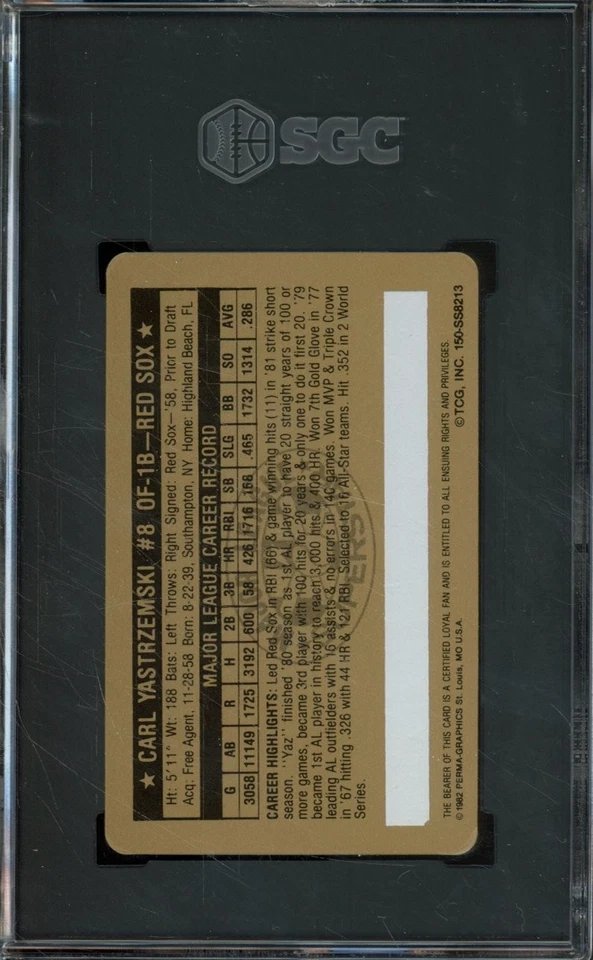 SGC
★ CARL YASTRZEMSKI #8 OF-1B—RED SOX ★
Ht: 5'11" Wt: 188 Bats: Left Throws: Right Signed: Red Sox—'58, Prior to Draft
Acq: Free Agent, 11-28-58 Born: 8-22-39, Southampton, NY Home: Highland Beach, FL
MAJOR LEAGUE CAREER RECORD
G AB R H 2B 3B HR RBI SB SLG BB SO AVG
3058 11149 1725 3192 600 58 426 1716 168 .465 1732 1314 .286
CAREER HIGHLIGHTS: Led Red Sox in RBI (66) & game winning hits (11) in '81 strike short
season. "Yaz" finished '80 season as 1st AL player to have 20 straight years of 100 or
more games, became 3rd player with 100 hits for 20 years & only one to do it first 20. '79
became 1st AL player in history to reach 3,000 hits & 400 HR. Won 7th Gold Glove in '77
leading AL outfielders with 16 assists & no errors in 140 games. Won MVP & Triple Crown
in '67 hitting .326 with 44 HR & 121 RBI. Selected to 16 All-Star teams. Hit .352 in 2 World
Series.
THE BEARER OF THIS CARD IS A CERTIFIED LOYAL FAN AND IS ENTITLED TO ALL ENSUING RIGHTS AND PRIVILEGES.
© 1982 PERMA-GRAPHICS St. Louis, MO U.S.A. ©TCG, INC. 150-SS8213